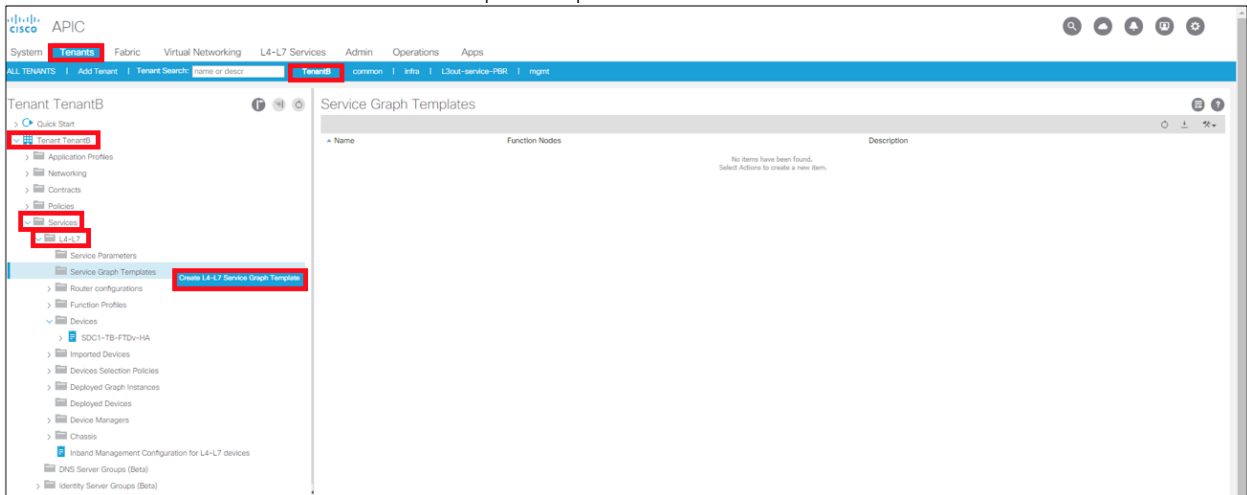 CISCO APIC
System Tenants Fabric Virtual Networking L4-L7 Services Admin Operations Apps
ALL TENANTS | Add Tenant | Tenant Search: name or descr TenantB common | Infra | L3out-service-PBR | mgmt
Tenant TenantB
Service Graph Templates
Quick Start
Tenant TenantB
Name Function Nodes Description
Application Profiles
No items have been found.
Select Actions to create a new item.
Networking
Contracts
Policies
Services
L4-L7
Service Parameters
Service Graph Templates
Create L4-L7 Service Graph Template
Router configurations
Function Profiles
Devices
SDC1-TB-FTDv-HA
Imported Devices
Devices Selection Policies
Deployed Graph Instances
Deployed Devices
Device Managers
Chassis
Inband Management Configuration for L4-L7 devices
DNS Server Groups (Beta)
Identity Server Groups (Beta)